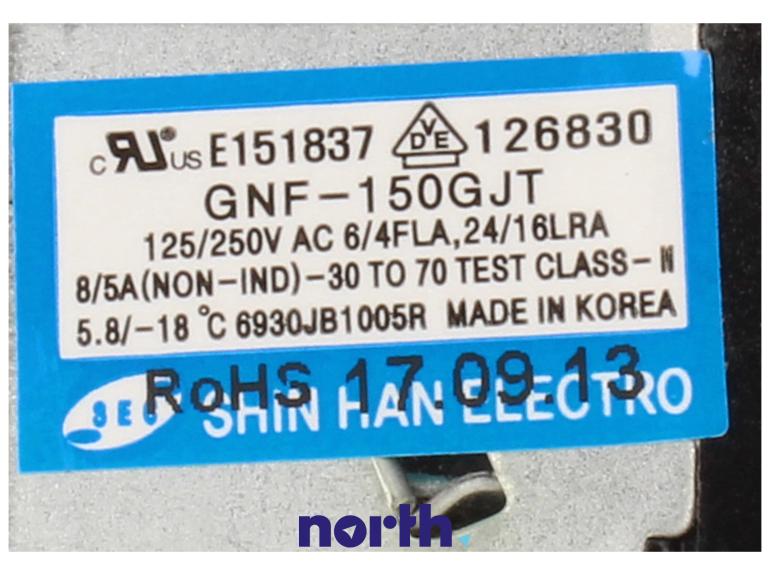 cRUus E151837 VDE 126830
GNF-150GJT
125/250V AC 6/4FLA,24/16LRA
8/5A(NON-IND)-30 TO 70 TEST CLASS-N
5.8/-18 °C 6930JB1005R MADE IN KOREA
RoHS 17.09.13
SEC SHIN HAN ELECTRO
north.